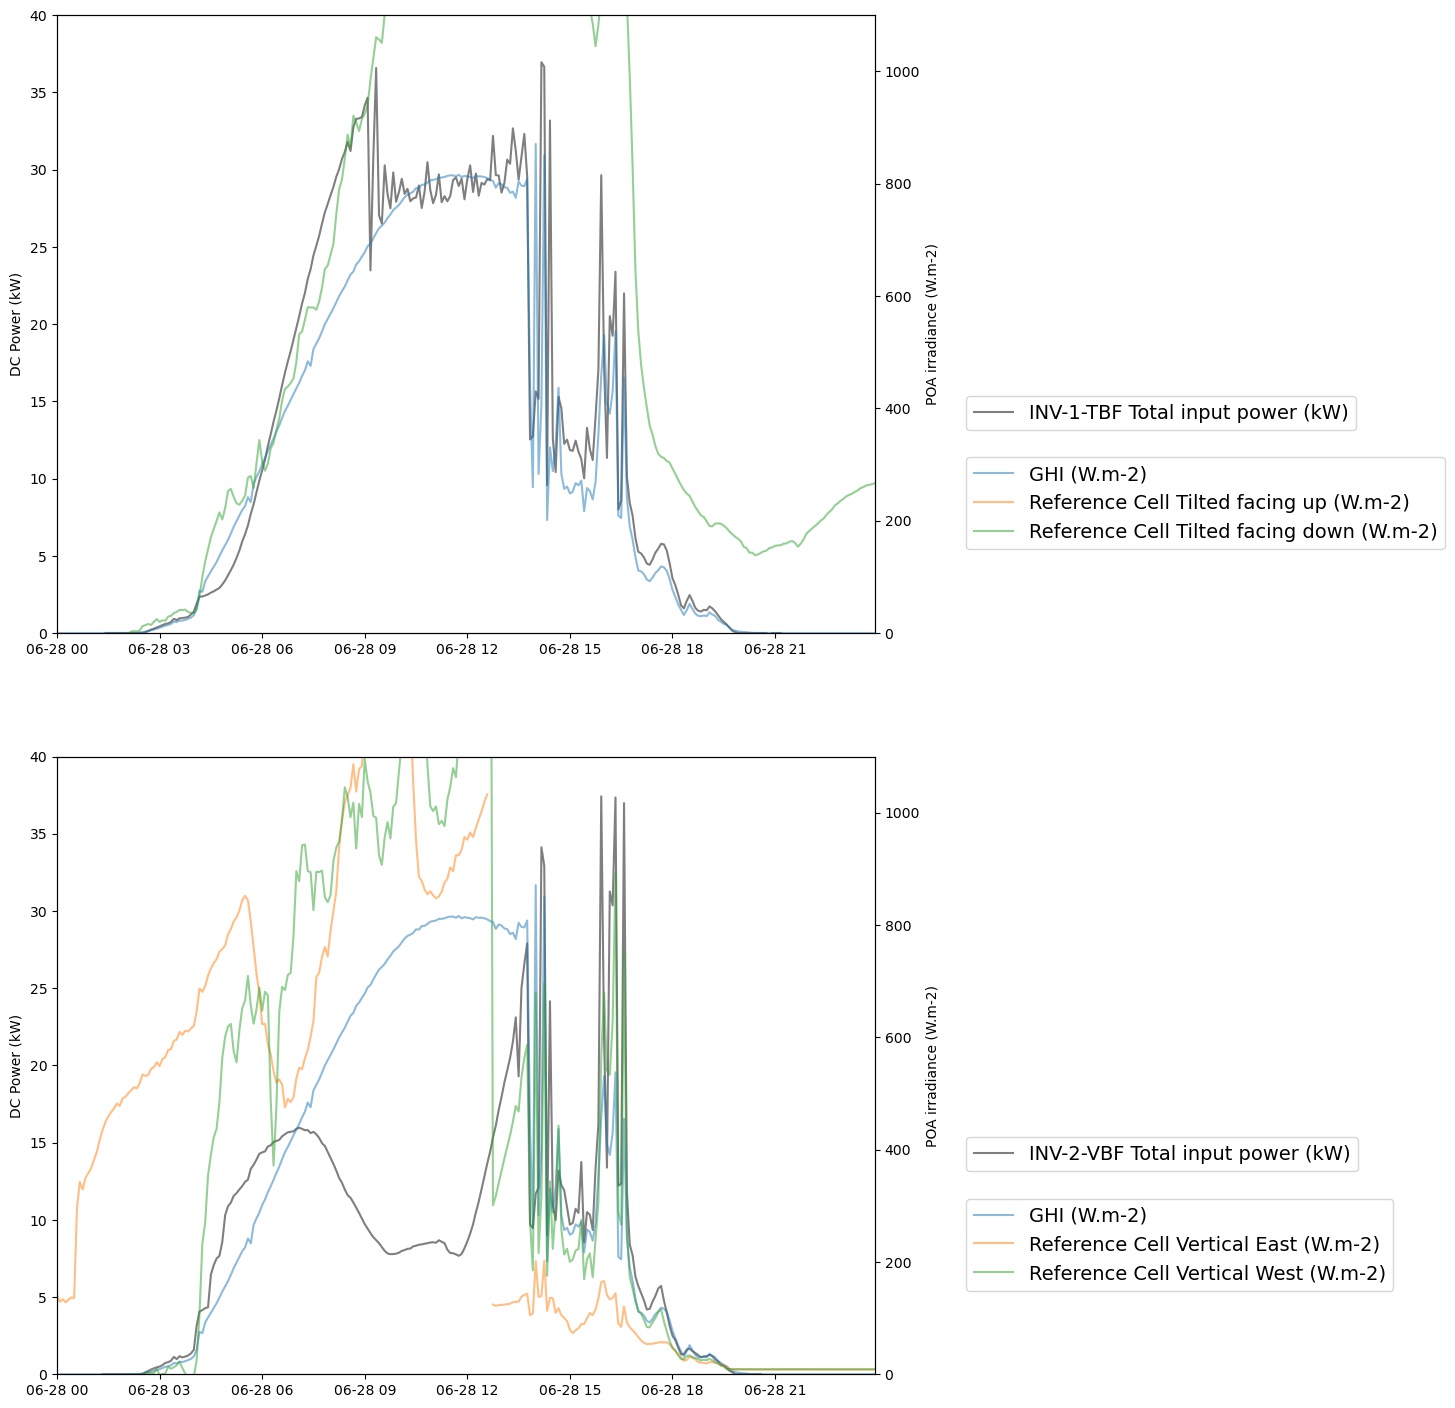 40
35
30
25
20
15
10
5
0
DC Power (kW)
1000
800
600
400
200
0
POA irradiance (W.m-2)
06-28 00 06-28 03 06-28 06 06-28 09 06-28 12 06-28 15 06-28 18 06-28 21
INV-1-TBF Total input power (kW)
GHI (W.m-2)
Reference Cell Tilted facing up (W.m-2)
Reference Cell Tilted facing down (W.m-2)
40
35
30
25
20
15
10
5
0
DC Power (kW)
1000
800
600
400
200
0
POA irradiance (W.m-2)
06-28 00 06-28 03 06-28 06 06-28 09 06-28 12 06-28 15 06-28 18 06-28 21
INV-2-VBF Total input power (kW)
GHI (W.m-2)
Reference Cell Vertical East (W.m-2)
Reference Cell Vertical West (W.m-2)